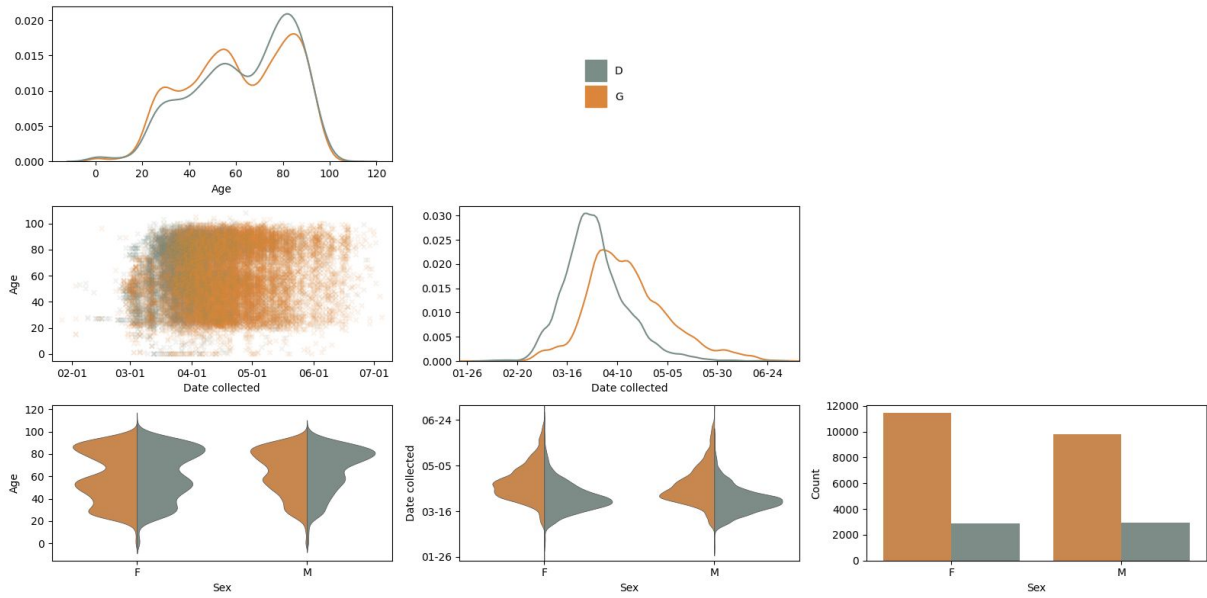 0.020
0.015
0.010
0.005
0.000
0 20 40 60 80 100 120
Age
D
G
Age
100
80
60
40
20
0
02-01 03-01 04-01 05-01 06-01 07-01
Date collected
0.030
0.025
0.020
0.015
0.010
0.005
0.000
01-26 02-20 03-16 04-10 05-05 05-30 06-24
Date collected
Age
120
100
80
60
40
20
0
F M
Sex
Date collected
06-24
05-05
03-16
01-26
F M
Sex
Count
12000
10000
8000
6000
4000
2000
0
F M
Sex